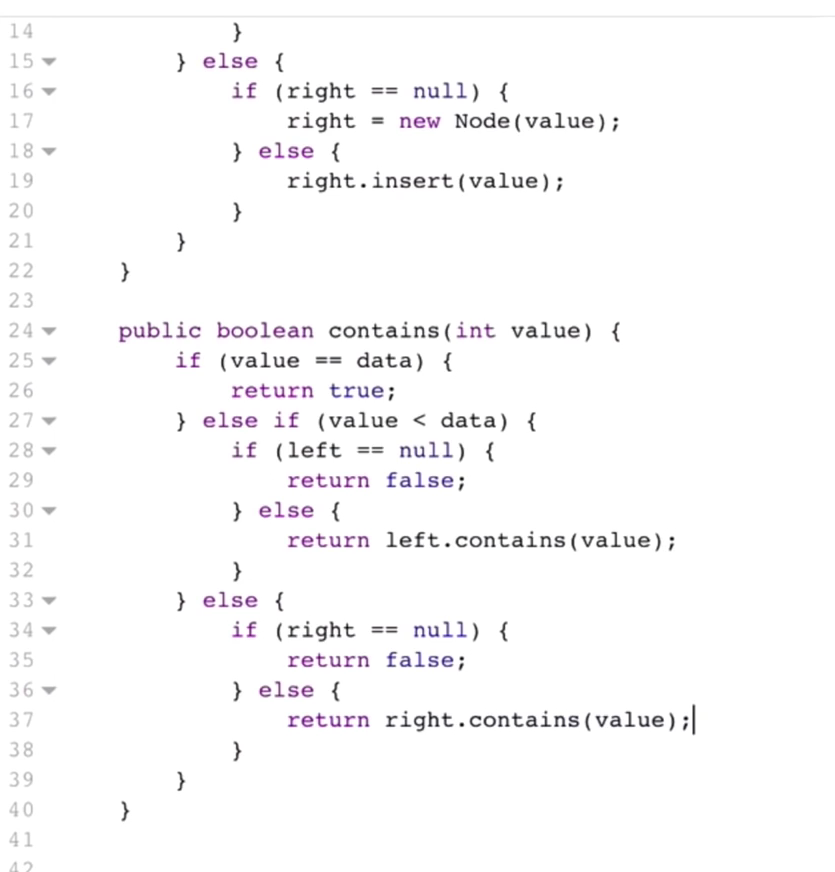 14 }
15 } else {
16 if (right == null) {
17 right = new Node(value);
18 } else {
19 right.insert(value);
20 }
21 }
22 }
23
24 public boolean contains(int value) {
25 if (value == data) {
26 return true;
27 } else if (value < data) {
28 if (left == null) {
29 return false;
30 } else {
31 return left.contains(value);
32 }
33 } else {
34 if (right == null) {
35 return false;
36 } else {
37 return right.contains(value);
38 }
39 }
40 }
41
42